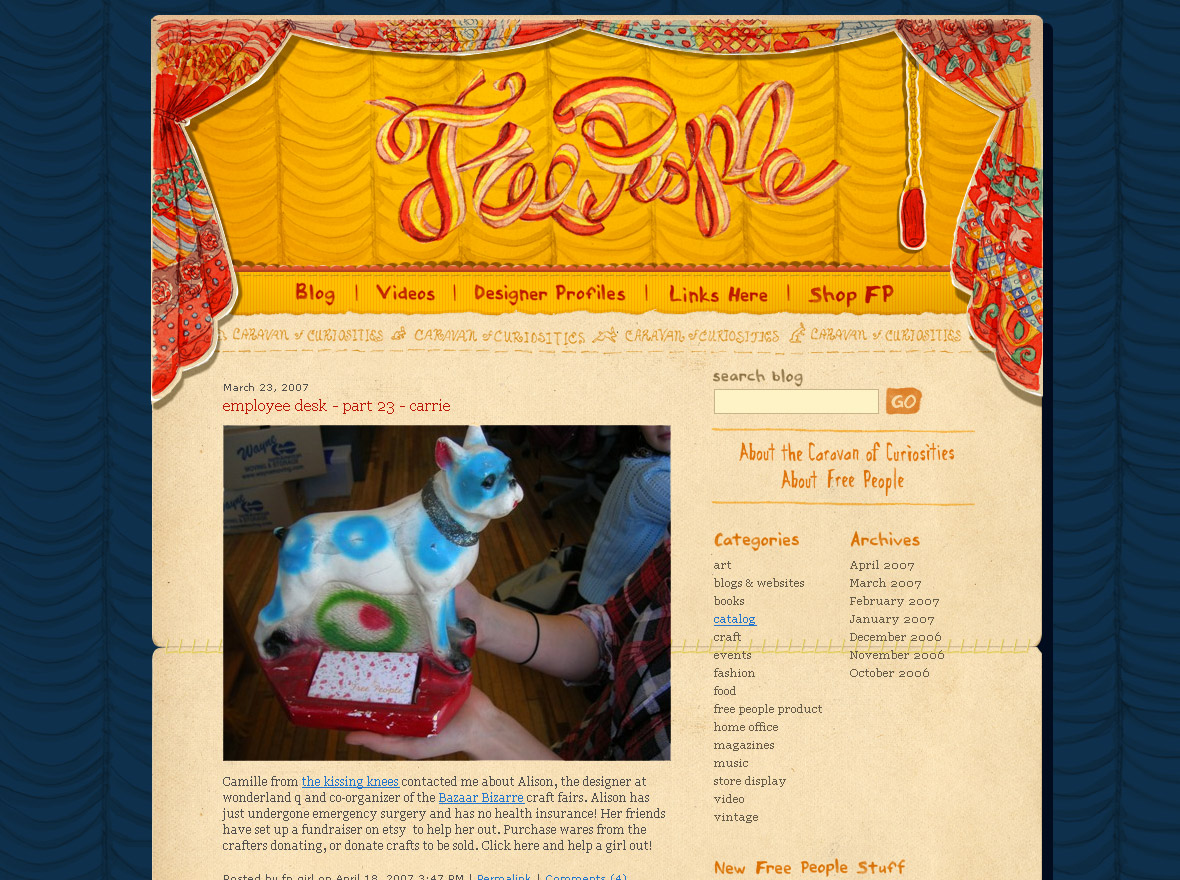 Free People
Blog | Videos | Designer Profiles | Links Here | Shop FP
CARAVAN of CURIOSITIES CARAVAN of CURIOSITIES CARAVAN of CURIOSITIES CARAVAN of CURIOSITIES
March 23, 2007
employee desk - part 23 - carrie
Wayne
MOVING & STORAGE
www.waynemoving.com
Wayne
Free People
Camille from the kissing knees contacted me about Alison, the designer at
wonderland q and co-organizer of the Bazaar Bizarre craft fairs. Alison has
just undergone emergency surgery and has no health insurance! Her friends
have set up a fundraiser on etsy to help her out. Purchase wares from the
crafters donating, or donate crafts to be sold. Click here and help a girl out!
Posted by fp girl on April 18, 2007 3:47 PM | Permalink | Comments (4)
search blog
GO
About the Caravan of Curiosities
About Free People
Categories
art
blogs & websites
books
catalog
craft
events
fashion
food
free people product
home office
magazines
music
store display
video
vintage
Archives
April 2007
March 2007
February 2007
January 2007
December 2006
November 2006
October 2006
New Free People Stuff